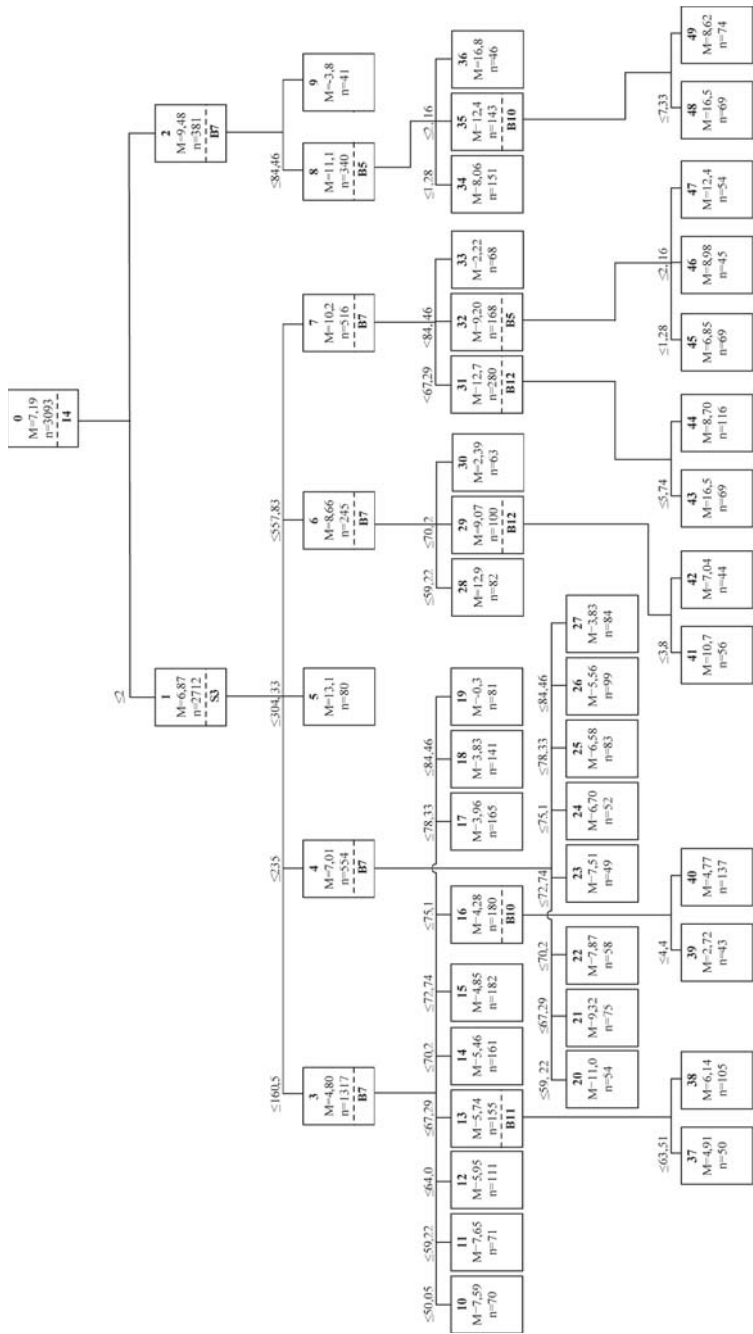 0
M=7,19
n=3093
14
≤2
1
M=6,87
n=2712
S3
2
M=9,48
n=381
B7
≤160,5
≤235
≤304,33
≤557,83
≤84,46
3
M=4,80
n=1317
B7
4
M=7,01
n=554
B7
5
M=13,1
n=80
6
M=8,66
n=245
B7
7
M=10,2
n=516
B7
8
M=11,1
n=340
B5
9
M=-3,8
n=41
≤50,05
≤59,22
≤64,0
≤67,29
≤70,2
≤72,74
≤75,1
≤78,33
≤84,46
≤59,22
≤70,2
<67,29
<84,46
≤1,28
≤2,16
10
M−7,59
n=70
11
M−7,65
n=71
12
M−5,95
n=111
13
M−5,74
n=155
B11
14
M−5,46
n=161
15
M−4,85
n=182
16
M−4,28
n=180
B10
17
M−3,96
n=165
18
M−3,83
n=141
19
M−-0,3
n=81
28
M=12,9
n=82
29
M=9,07
n=100
B12
30
M=2,39
n=63
31
M−12,7
n=280
B12
32
M−9,20
n=168
B5
33
M−2,22
n=68
34
M−8,06
n=151
35
M−12,4
n=143
B10
36
M=16,8
n=46
≤59,22
≤67,29
≤70,2
≤72,74
≤75,1
≤78,33
≤84,46
20
M−11,0
n=54
21
M−9,32
n=75
22
M−7,87
n=58
23
M−7,51
n=49
24
M−6,70
n=52
25
M−6,58
n=83
26
M−5,56
n=99
27
M−3,83
n=84
≤63,51
≤4,4
≤3,8
≤5,74
≤1,28
≤2,16
≤7,33
37
M=4,91
n=50
38
M=6,14
n=105
39
M=2,72
n=43
40
M=4,77
n=137
41
M=10,7
n=56
42
M=7,04
n=44
43
M=16,5
n=69
44
M=8,70
n=116
45
M=6,85
n=69
46
M=8,98
n=45
47
M=12,4
n=54
48
M=16,5
n=69
49
M=8,62
n=74